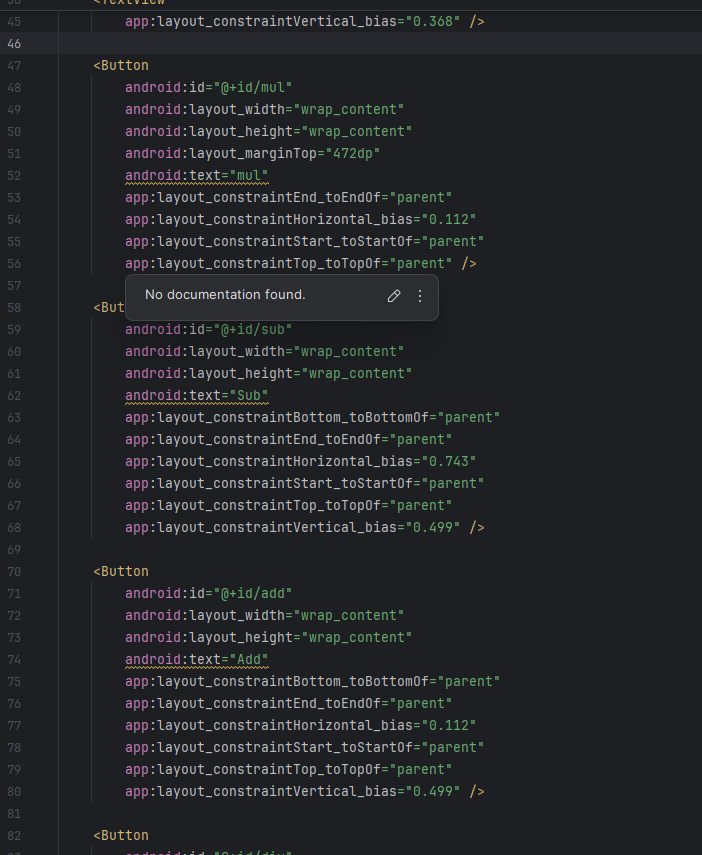 <TextView
45 app:layout_constraintVertical_bias="0.368" />
46
47 <Button
48 android:id="@+id/mul"
49 android:layout_width="wrap_content"
50 android:layout_height="wrap_content"
51 android:layout_marginTop="472dp"
52 android:text="mul"
53 app:layout_constraintEnd_toEndOf="parent"
54 app:layout_constraintHorizontal_bias="0.112"
55 app:layout_constraintStart_toStartOf="parent"
56 app:layout_constraintTop_toTopOf="parent" />
57
No documentation found.
58 <But
59 android:id="@+id/sub"
60 android:layout_width="wrap_content"
61 android:layout_height="wrap_content"
62 android:text="Sub"
63 app:layout_constraintBottom_toBottomOf="parent"
64 app:layout_constraintEnd_toEndOf="parent"
65 app:layout_constraintHorizontal_bias="0.743"
66 app:layout_constraintStart_toStartOf="parent"
67 app:layout_constraintTop_toTopOf="parent"
68 app:layout_constraintVertical_bias="0.499" />
69
70 <Button
71 android:id="@+id/add"
72 android:layout_width="wrap_content"
73 android:layout_height="wrap_content"
74 android:text="Add"
75 app:layout_constraintBottom_toBottomOf="parent"
76 app:layout_constraintEnd_toEndOf="parent"
77 app:layout_constraintHorizontal_bias="0.112"
78 app:layout_constraintStart_toStartOf="parent"
79 app:layout_constraintTop_toTopOf="parent"
80 app:layout_constraintVertical_bias="0.499" />
81
82 <Button